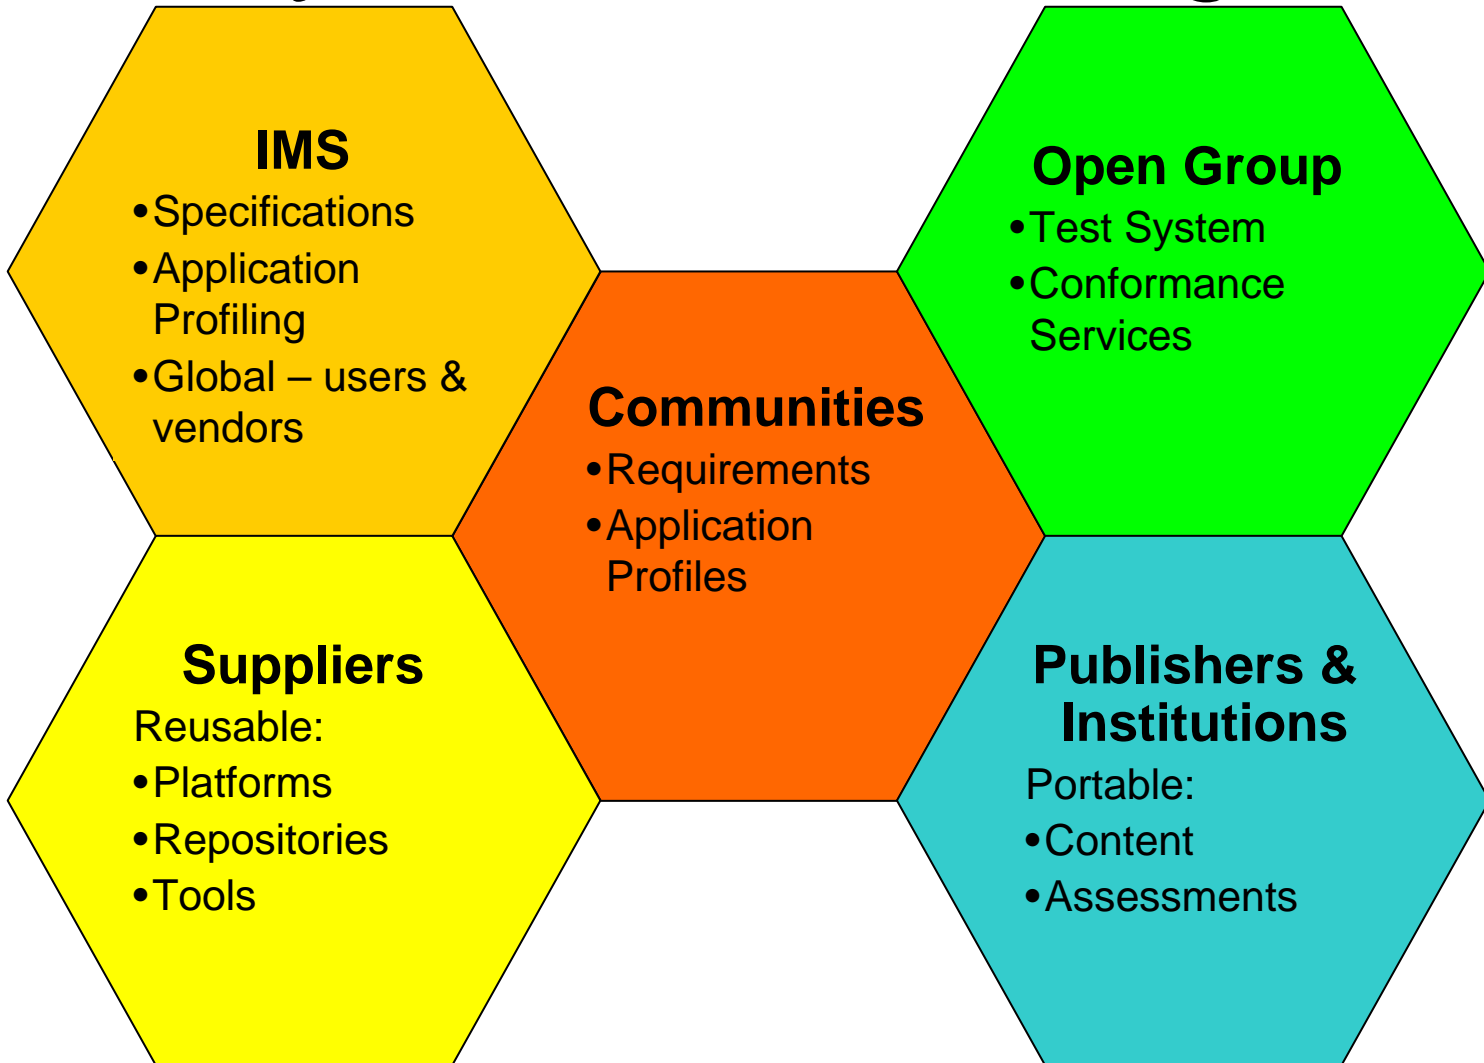 IMS
•Specifications
•Application
Profiling
•Global – users &
vendors
Open Group
•Test System
•Conformance
Services
Communities
•Requirements
•Application
Profiles
Suppliers
Reusable:
•Platforms
•Repositories
•Tools
Publishers &
Institutions
Portable:
•Content
•Assessments